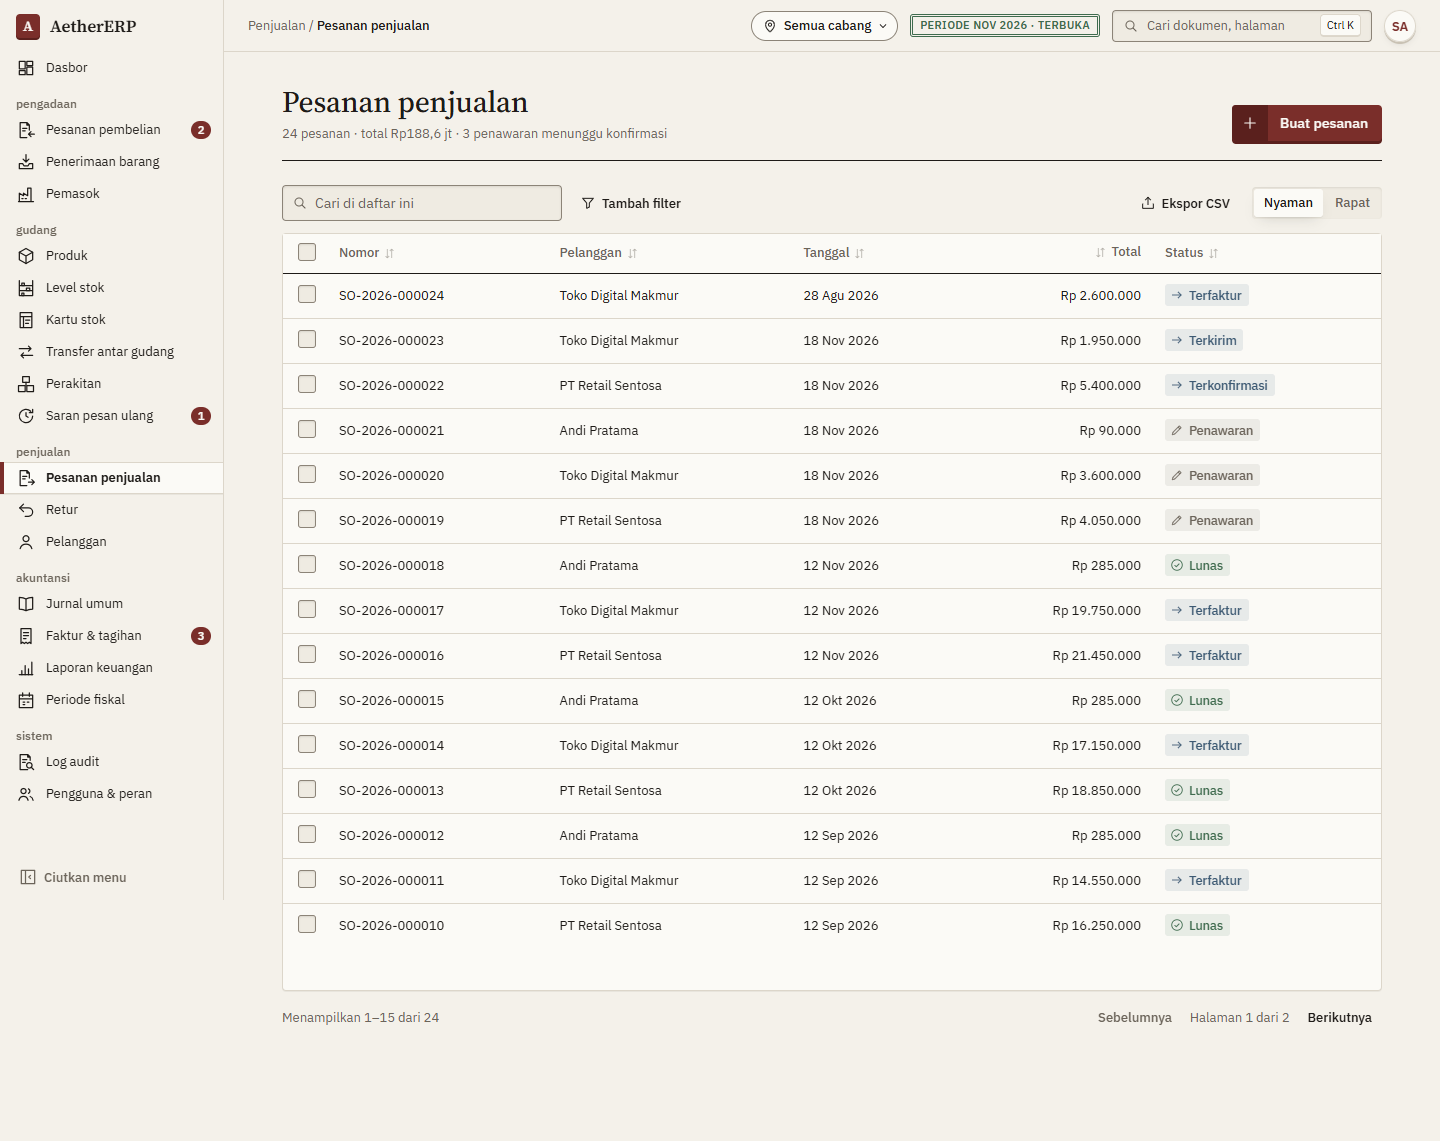 A AetherERP
Dasbor
pengadaan
Pesanan pembelian 2
Penerimaan barang
Pemasok
gudang
Produk
Level stok
Kartu stok
Transfer antar gudang
Perakitan
Saran pesan ulang 1
penjualan
Pesanan penjualan
Retur
Pelanggan
akuntansi
Jurnal umum
Faktur & tagihan 3
Laporan keuangan
Periode fiskal
sistem
Log audit
Pengguna & peran
Ciutkan menu
Penjualan / Pesanan penjualan
Semua cabang
PERIODE NOV 2026 · TERBUKA
Cari dokumen, halaman Ctrl K
SA
Pesanan penjualan
24 pesanan · total Rp188,6 jt · 3 penawaran menunggu konfirmasi
Buat pesanan
Cari di daftar ini
Tambah filter
Ekspor CSV
Nyaman Rapat
Nomor Pelanggan Tanggal Total Status
SO-2026-000024 Toko Digital Makmur 28 Agu 2026 Rp 2.600.000 Terfaktur
SO-2026-000023 Toko Digital Makmur 18 Nov 2026 Rp 1.950.000 Terkirim
SO-2026-000022 PT Retail Sentosa 18 Nov 2026 Rp 5.400.000 Terkonfirmasi
SO-2026-000021 Andi Pratama 18 Nov 2026 Rp 90.000 Penawaran
SO-2026-000020 Toko Digital Makmur 18 Nov 2026 Rp 3.600.000 Penawaran
SO-2026-000019 PT Retail Sentosa 18 Nov 2026 Rp 4.050.000 Penawaran
SO-2026-000018 Andi Pratama 12 Nov 2026 Rp 285.000 Lunas
SO-2026-000017 Toko Digital Makmur 12 Nov 2026 Rp 19.750.000 Terfaktur
SO-2026-000016 PT Retail Sentosa 12 Nov 2026 Rp 21.450.000 Terfaktur
SO-2026-000015 Andi Pratama 12 Okt 2026 Rp 285.000 Lunas
SO-2026-000014 Toko Digital Makmur 12 Okt 2026 Rp 17.150.000 Terfaktur
SO-2026-000013 PT Retail Sentosa 12 Okt 2026 Rp 18.850.000 Lunas
SO-2026-000012 Andi Pratama 12 Sep 2026 Rp 285.000 Lunas
SO-2026-000011 Toko Digital Makmur 12 Sep 2026 Rp 14.550.000 Terfaktur
SO-2026-000010 PT Retail Sentosa 12 Sep 2026 Rp 16.250.000 Lunas
Menampilkan 1–15 dari 24
Sebelumnya Halaman 1 dari 2 Berikutnya